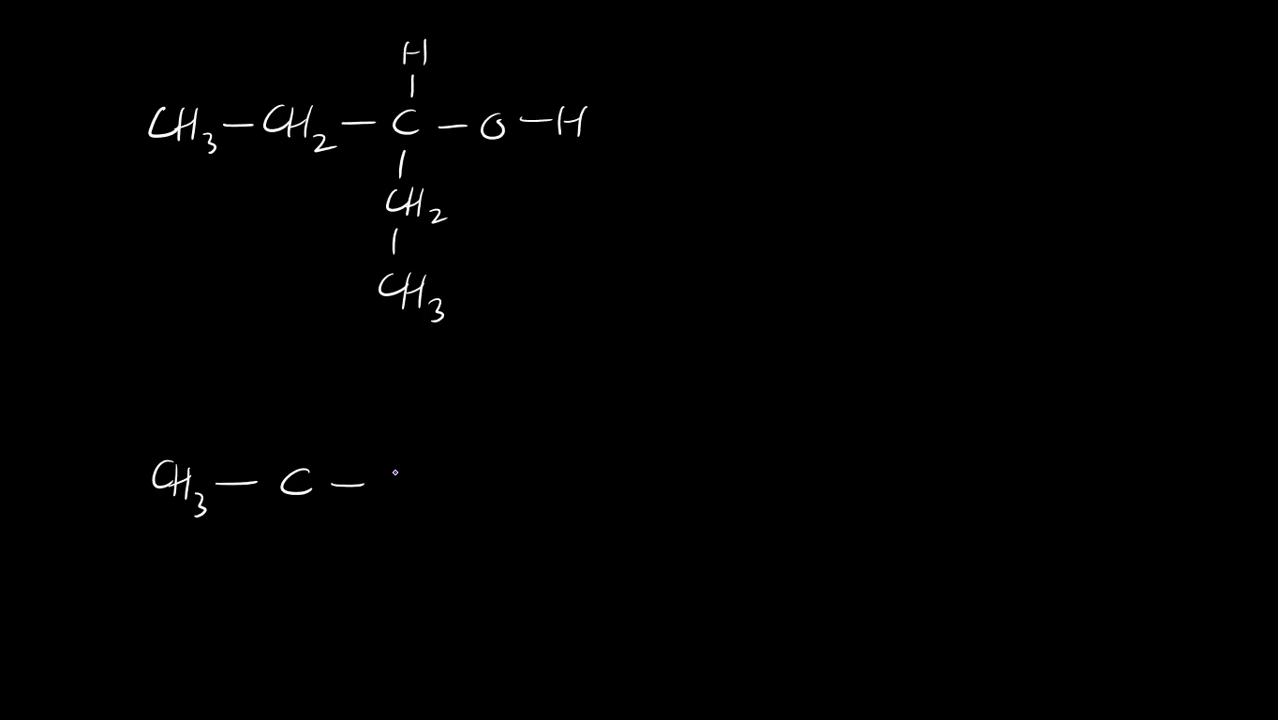 H
CH3 — CH2 — C — O — H
CH2
CH3
CH3 — C —